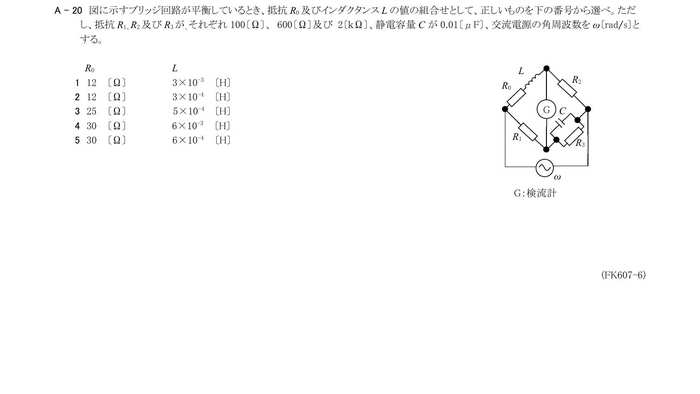 A－20 図に示すブリッジ回路が平衡しているとき、抵抗 R₀ 及びインダクタンス L の値の組合せとして、正しいものを下の番号から選べ。ただ
し、抵抗 R₁、R₂ 及び R₃ が、それぞれ 100〔Ω〕、 600〔Ω〕及び 2〔kΩ〕、静電容量 C が 0.01〔μF〕、交流電源の角周波数を ω〔rad/s〕と
する。
R₀ L
1 12 〔Ω〕 3×10⁻³ 〔H〕
2 12 〔Ω〕 3×10⁻⁴ 〔H〕
3 25 〔Ω〕 5×10⁻⁴ 〔H〕
4 30 〔Ω〕 6×10⁻³ 〔H〕
5 30 〔Ω〕 6×10⁻⁴ 〔H〕
L
R₀
R₂
G
C
R₁
R₃
ω
G：検流計
(FK607-6)